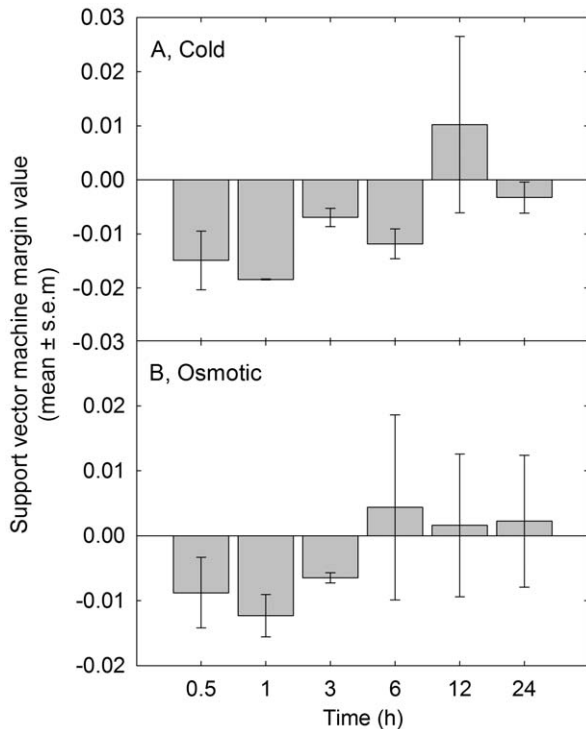 Support vector machine margin value
(mean ± s.e.m)
0.03
A, Cold
0.02
0.01
0.00
-0.01
-0.02
-0.03
B, Osmotic
0.02
0.01
0.00
-0.01
-0.02
0.5 1 3 6 12 24
Time (h)